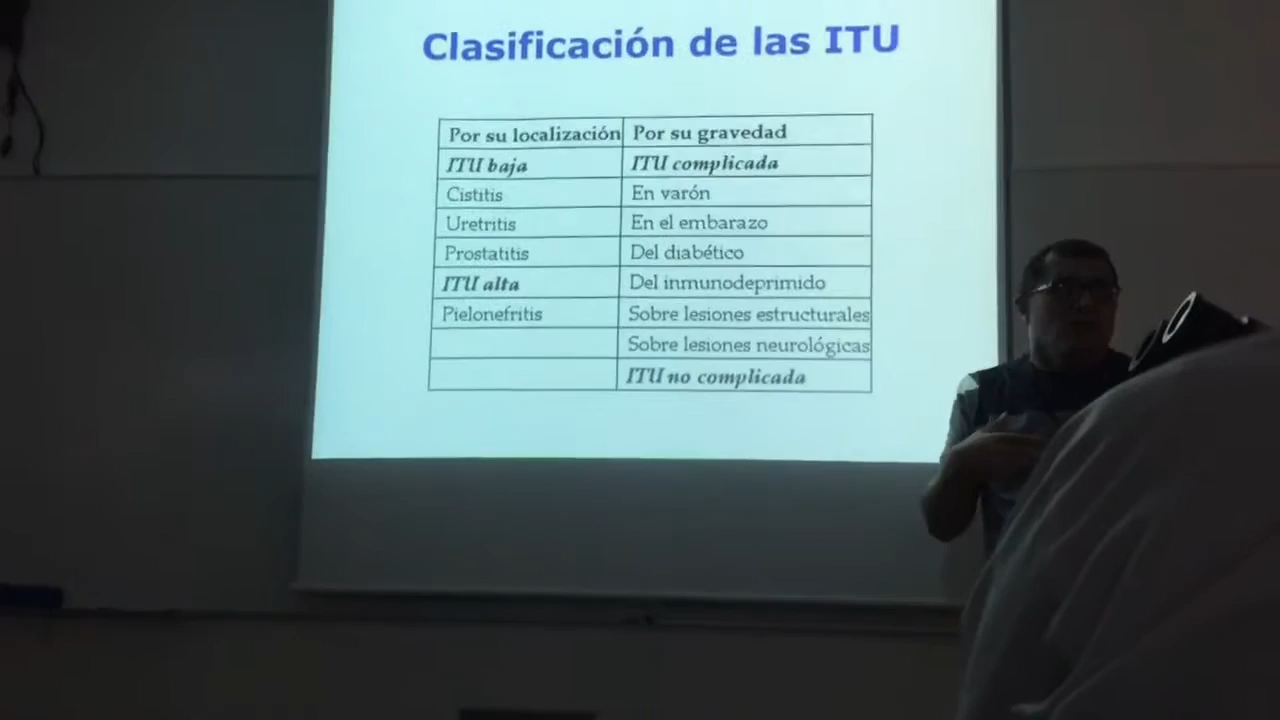 Clasificación de las ITU
Por su localización Por su gravedad
ITU baja ITU complicada
Cistitis En varón
Uretritis En el embarazo
Prostatitis Del diabético
ITU alta Del inmunodeprimido
Pielonefritis Sobre lesiones estructurales
Sobre lesiones neurológicas
ITU no complicada